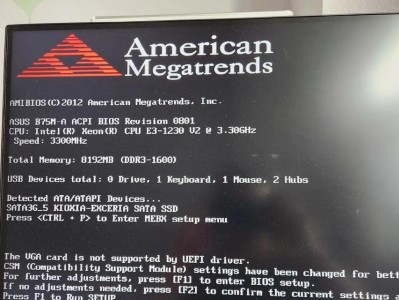 American
Megatrends
AMIBIOS(C)2012 American Megatrends, Inc.
ASUS B75M-A ACPI BIOS Revision 0801
CPU: Intel(R) Xeon(R) CPU E3-1230 V2 @ 3.30GHz
Speed: 3300MHz
Total Memory: 8192MB (DDR3-1600)
USB Devices total: 0 Drive, 1 Keyboard, 1 Mouse, 2 Hubs
Detected ATA/ATAPI Devices...
SATA3G_5 KIOXIA-EXCERIA SATA SSD
Press <CTRL + P> to Enter MEBX setup menu
The VGA card is not supported by UEFI driver.
CSM (Compatibility Support Module) settings have been changed for bett
For further adjustments, press [F1] to enter BIOS setup.
If no adjustments needed, press [F2] to confirm the current settings a
Press F1 to Run SETUP